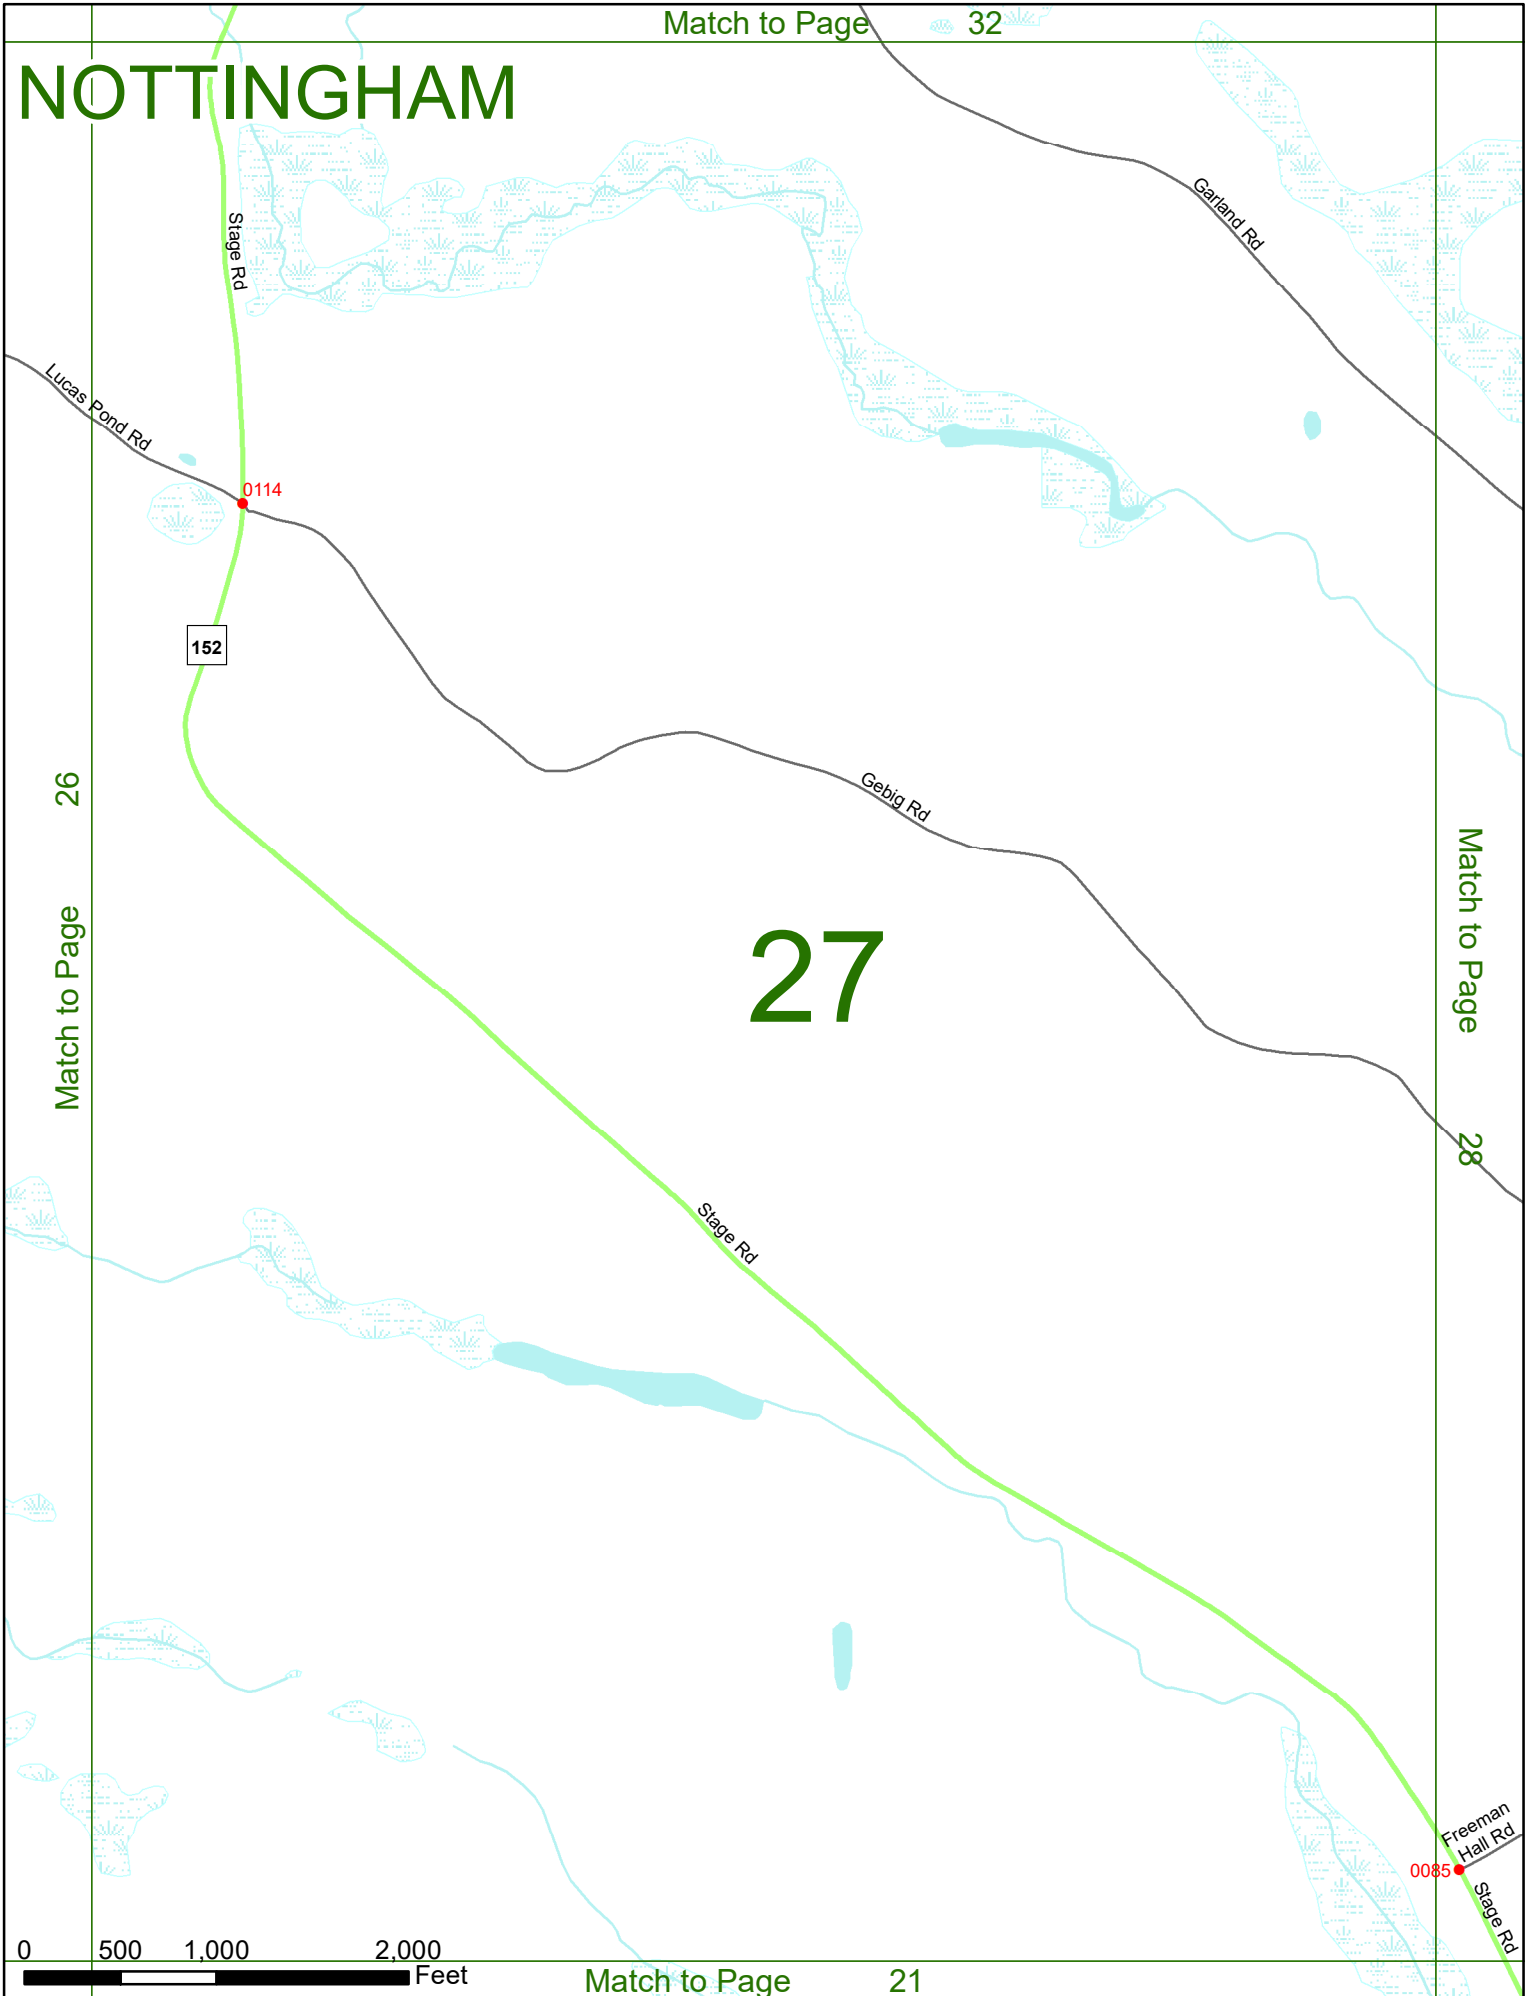 Match to Page 32
NOTTINGHAM
Garland Rd
Stage Rd
Lucas Pond Rd
0114
152
26
Match to Page
Gebig Rd
Match to Page
28
27
Stage Rd
Freeman
Hall Rd
0085
Stage Rd
0 500 1,000 2,000
Feet
Match to Page 21